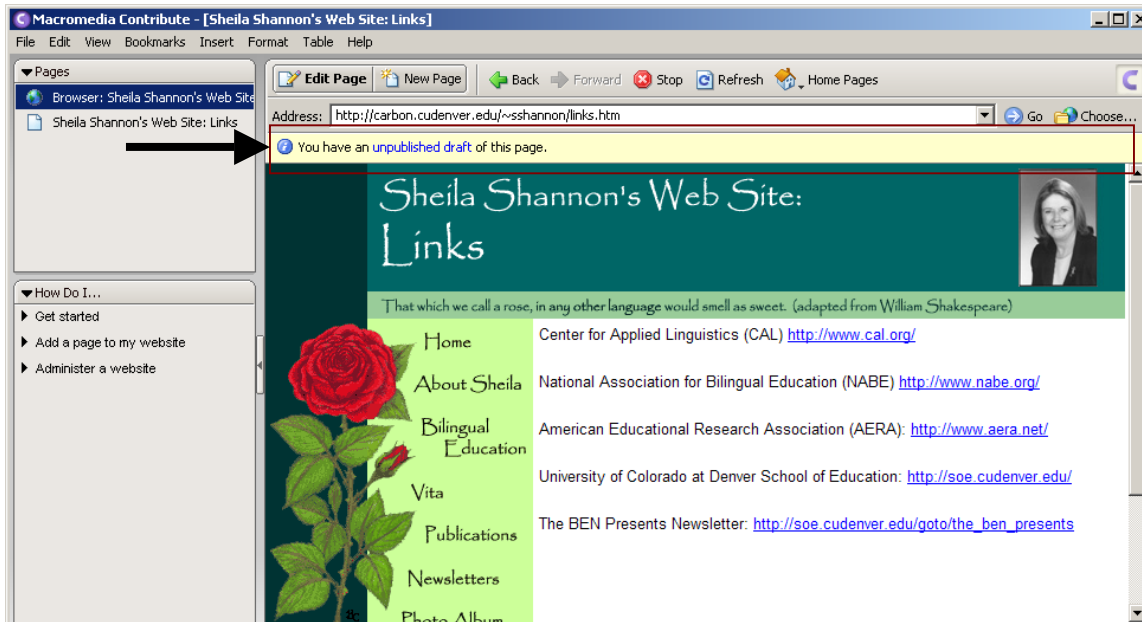 Macromedia Contribute - [Sheila Shannon's Web Site: Links]
File Edit View Bookmarks Insert Format Table Help
Pages
Browser: Sheila Shannon's Web Site
Sheila Shannon's Web Site: Links
How Do I...
Get started
Add a page to my website
Administer a website
Edit Page New Page Back Forward Stop Refresh Home Pages
Address: http://carbon.cudenver.edu/~sshannon/links.htm Go Choose...
You have an unpublished draft of this page.
Sheila Shannon's Web Site:
Links
That which we call a rose, in any other language would smell as sweet. (adapted from William Shakespeare)
Home
About Sheila
Bilingual
Education
Vita
Publications
Newsletters
Photo Album
Center for Applied Linguistics (CAL) http://www.cal.org/
National Association for Bilingual Education (NABE) http://www.nabe.org/
American Educational Research Association (AERA): http://www.aera.net/
University of Colorado at Denver School of Education: http://soe.cudenver.edu/
The BEN Presents Newsletter: http://soe.cudenver.edu/goto/the_ben_presents